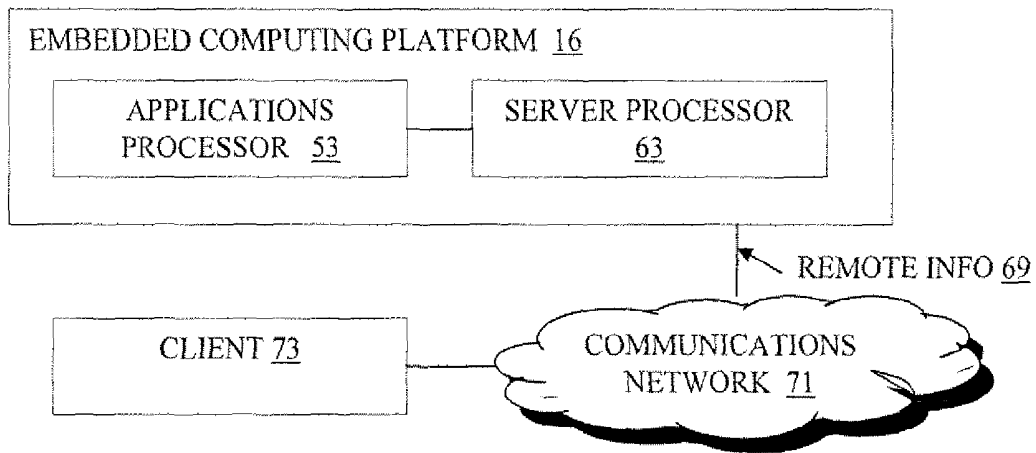 EMBEDDED COMPUTING PLATFORM 16
APPLICATIONS
PROCESSOR 53
SERVER PROCESSOR
63
REMOTE INFO 69
CLIENT 73
COMMUNICATIONS
NETWORK 71